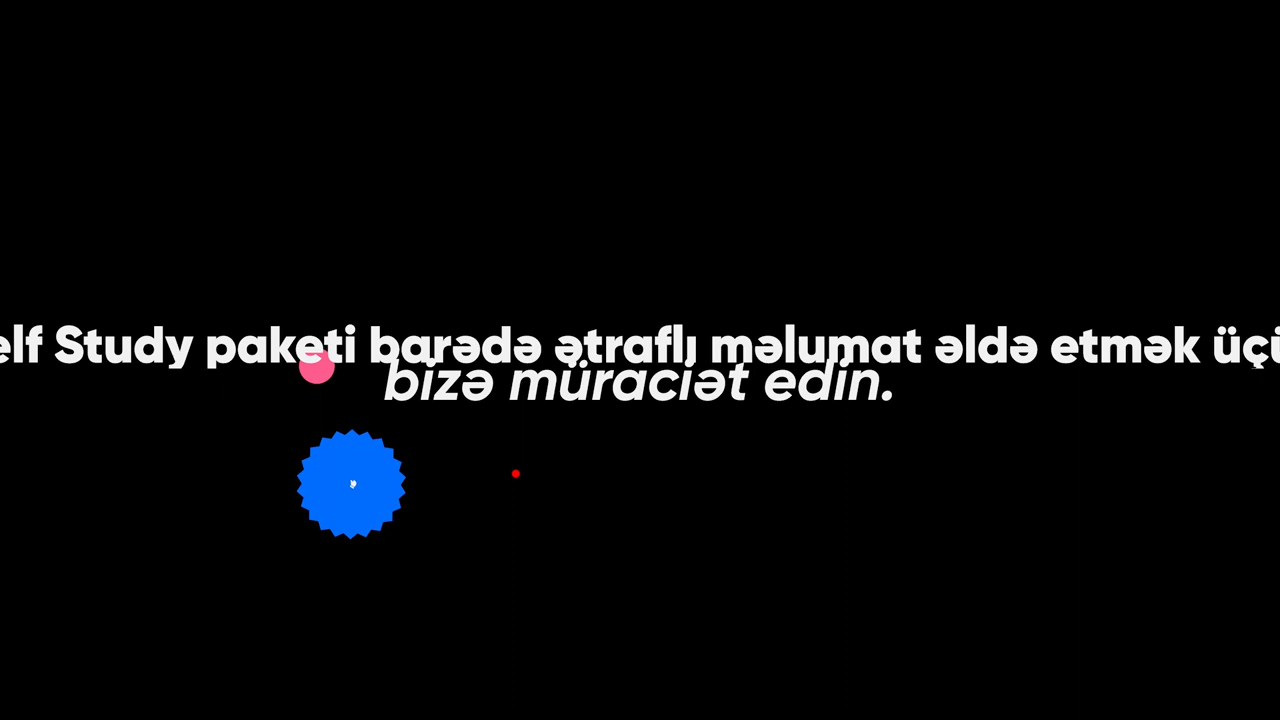 elf Study paketi barədə ətraflı məlumat əldə etmək üçü
bizə müraciət edin.